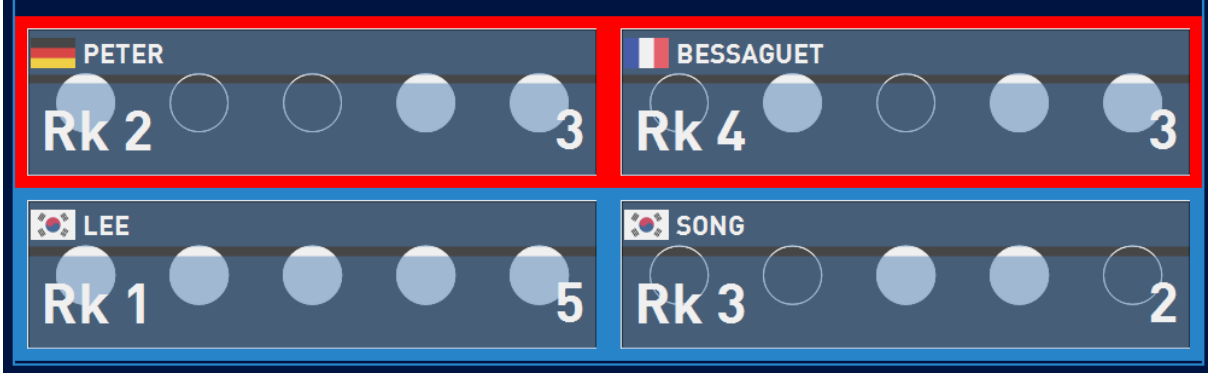 PETER
Rk 2
3
BESSAGUET
Rk 4
3
LEE
Rk 1
5
SONG
Rk 3
2